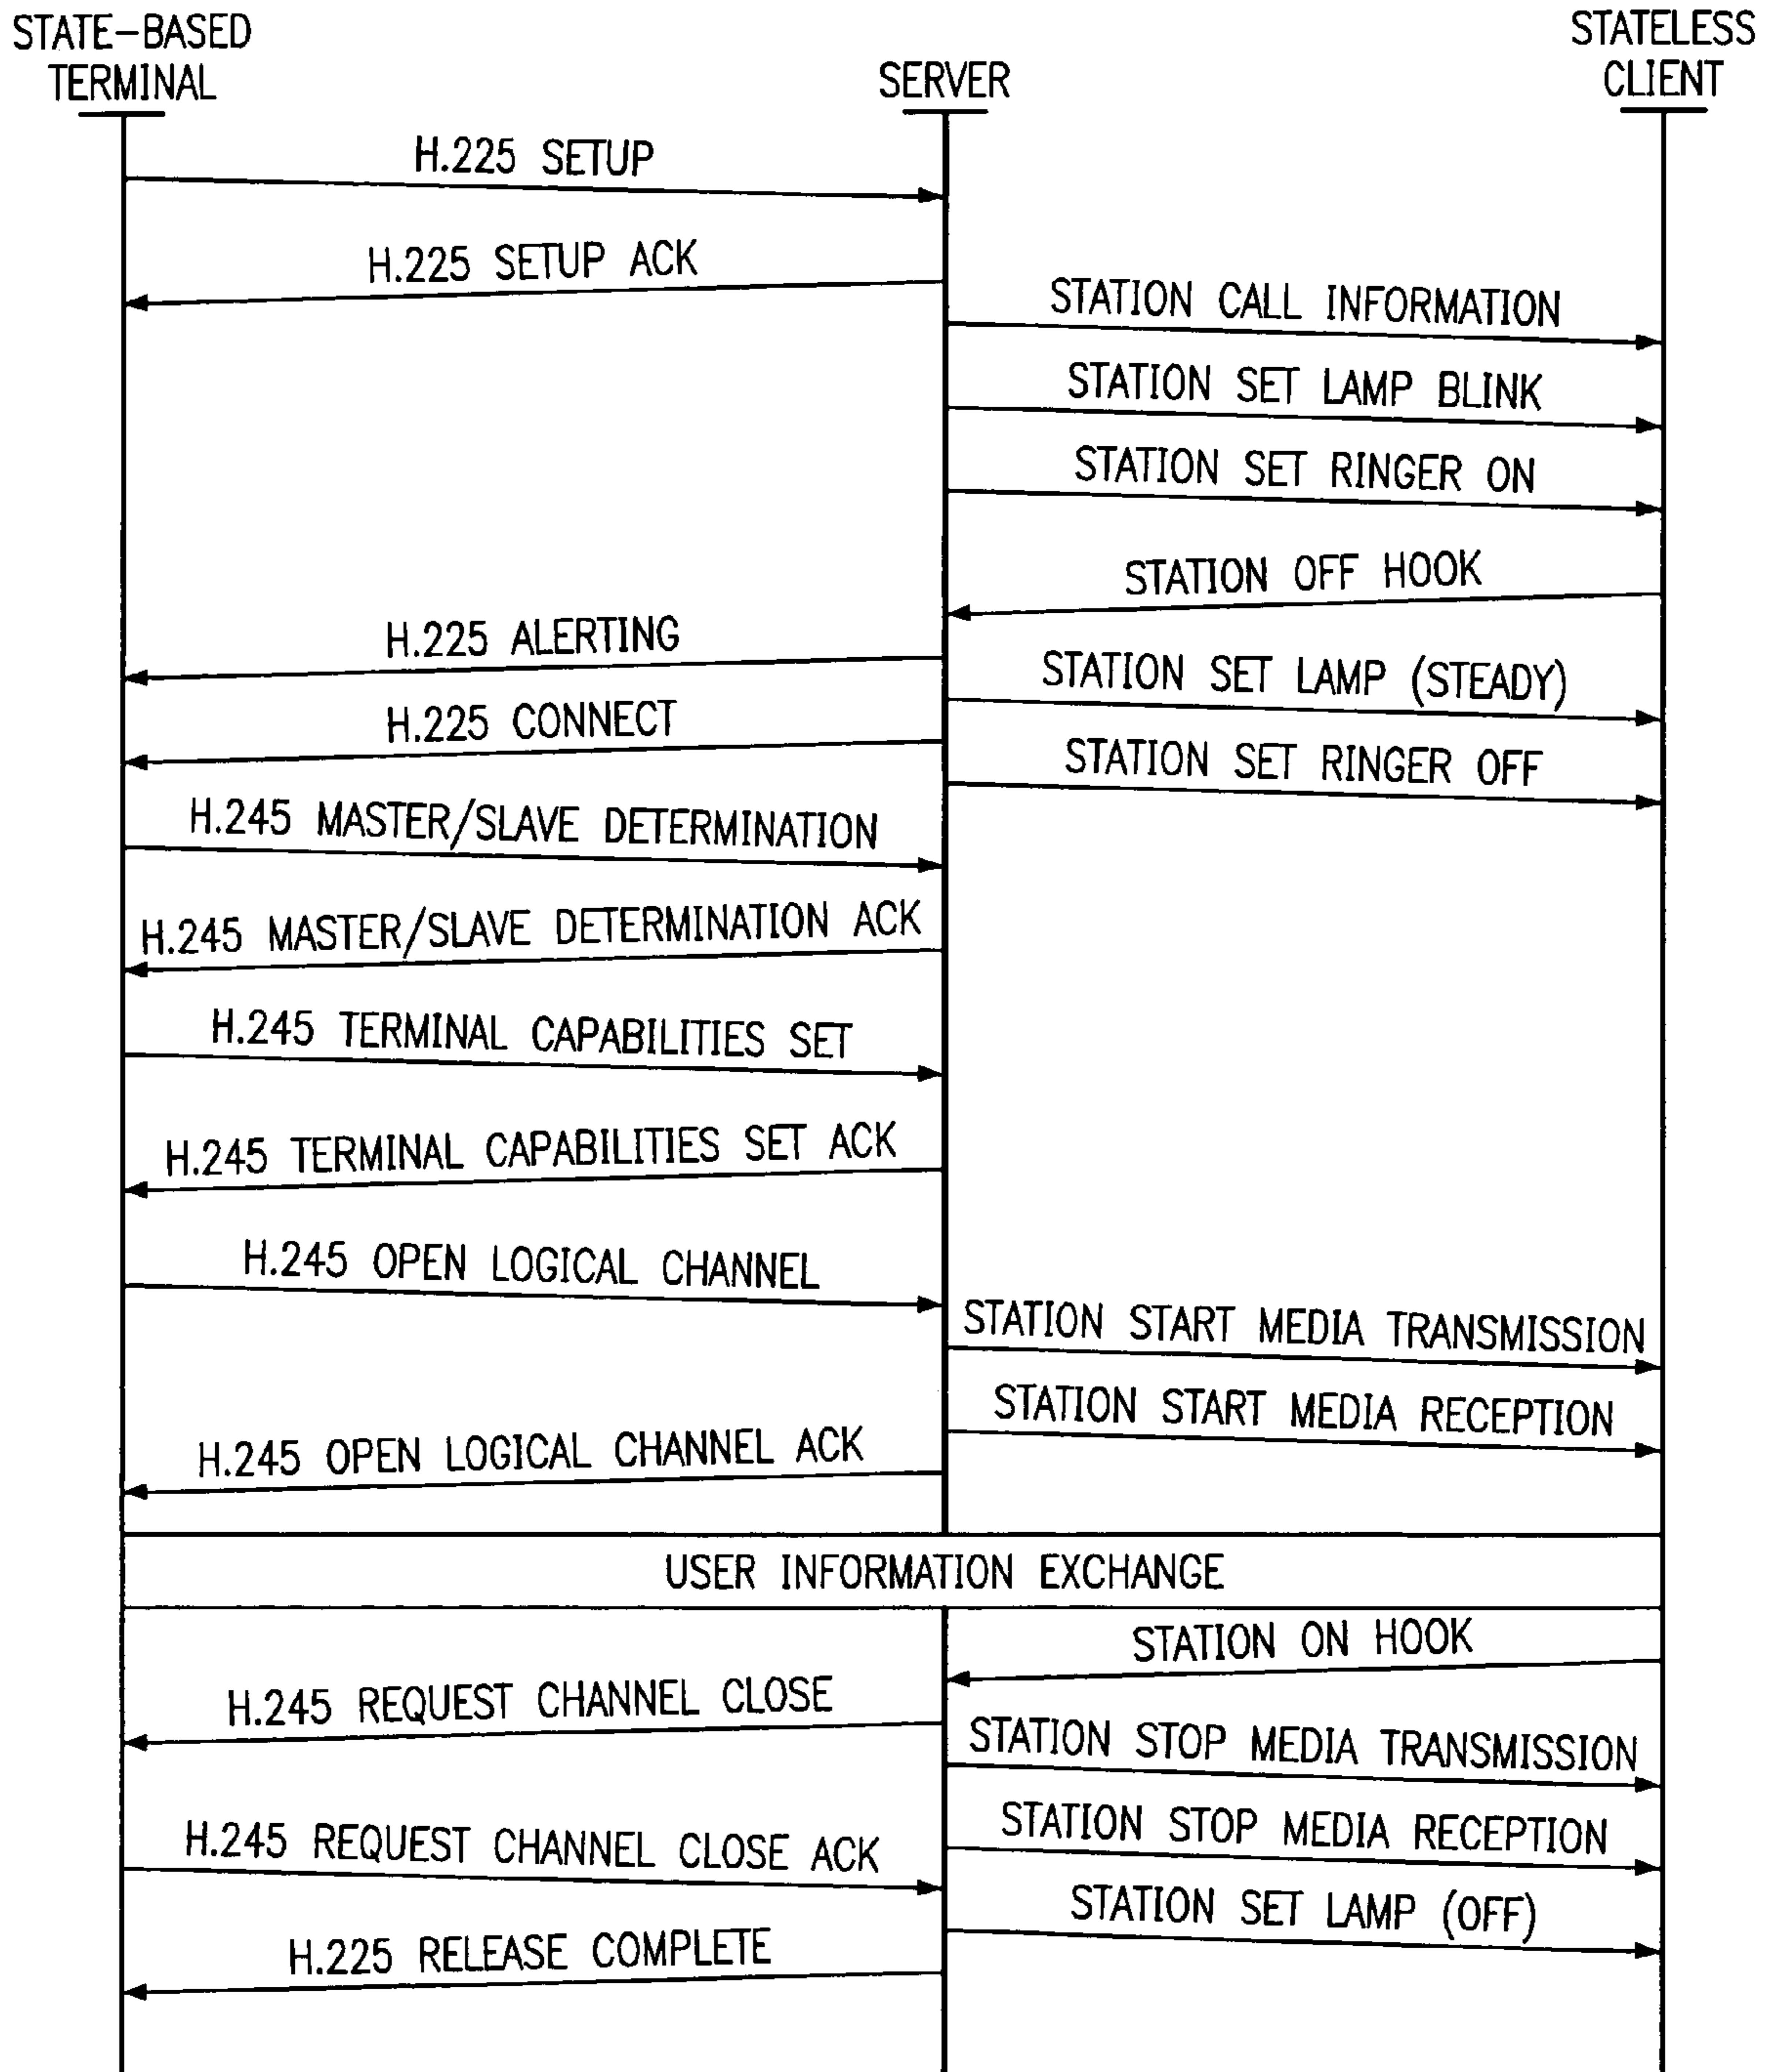 STATE-BASED
TERMINAL
SERVER
STATELESS
CLIENT
H.225 SETUP
H.225 SETUP ACK
STATION CALL INFORMATION
STATION SET LAMP BLINK
STATION SET RINGER ON
STATION OFF HOOK
H.225 ALERTING
STATION SET LAMP (STEADY)
H.225 CONNECT
STATION SET RINGER OFF
H.245 MASTER/SLAVE DETERMINATION
H.245 MASTER/SLAVE DETERMINATION ACK
H.245 TERMINAL CAPABILITIES SET
H.245 TERMINAL CAPABILITIES SET ACK
H.245 OPEN LOGICAL CHANNEL
STATION START MEDIA TRANSMISSION
STATION START MEDIA RECEPTION
H.245 OPEN LOGICAL CHANNEL ACK
USER INFORMATION EXCHANGE
STATION ON HOOK
H.245 REQUEST CHANNEL CLOSE
STATION STOP MEDIA TRANSMISSION
STATION STOP MEDIA RECEPTION
H.245 REQUEST CHANNEL CLOSE ACK
STATION SET LAMP (OFF)
H.225 RELEASE COMPLETE